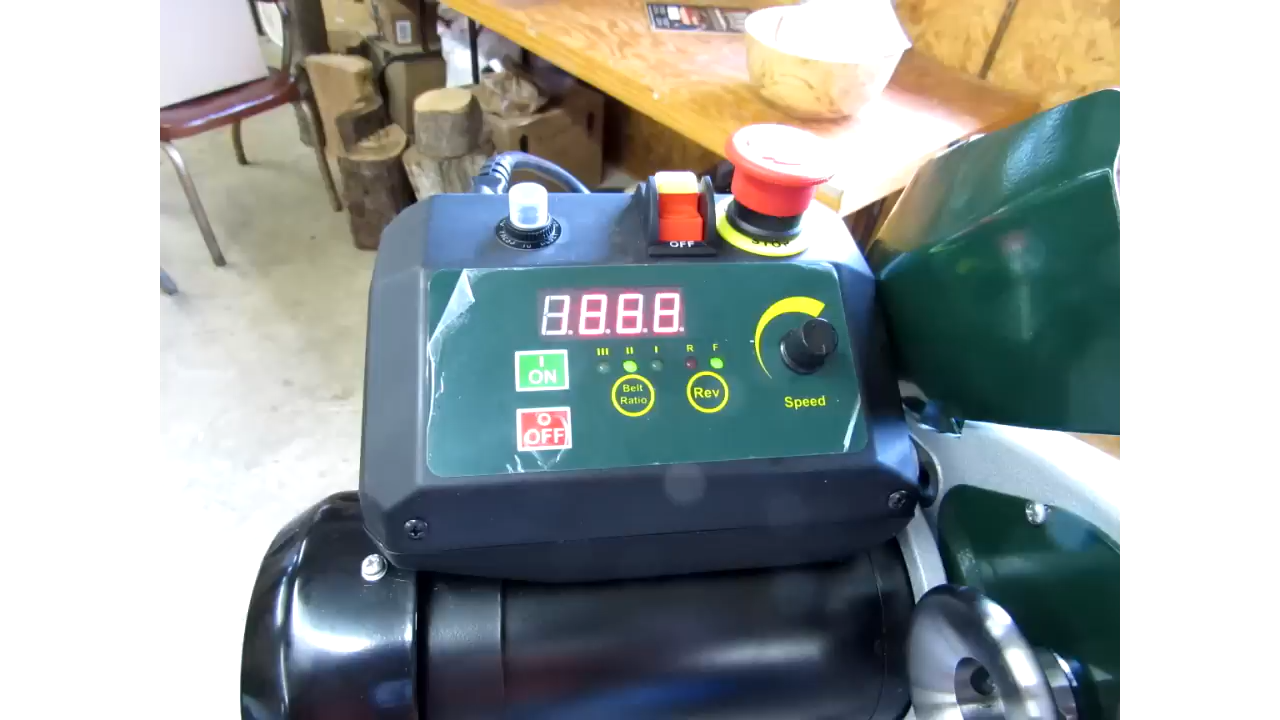 OFF
STOP
8.8.8.8.
III II I R F
I
ON
Belt
Ratio
Rev
Speed
O
OFF